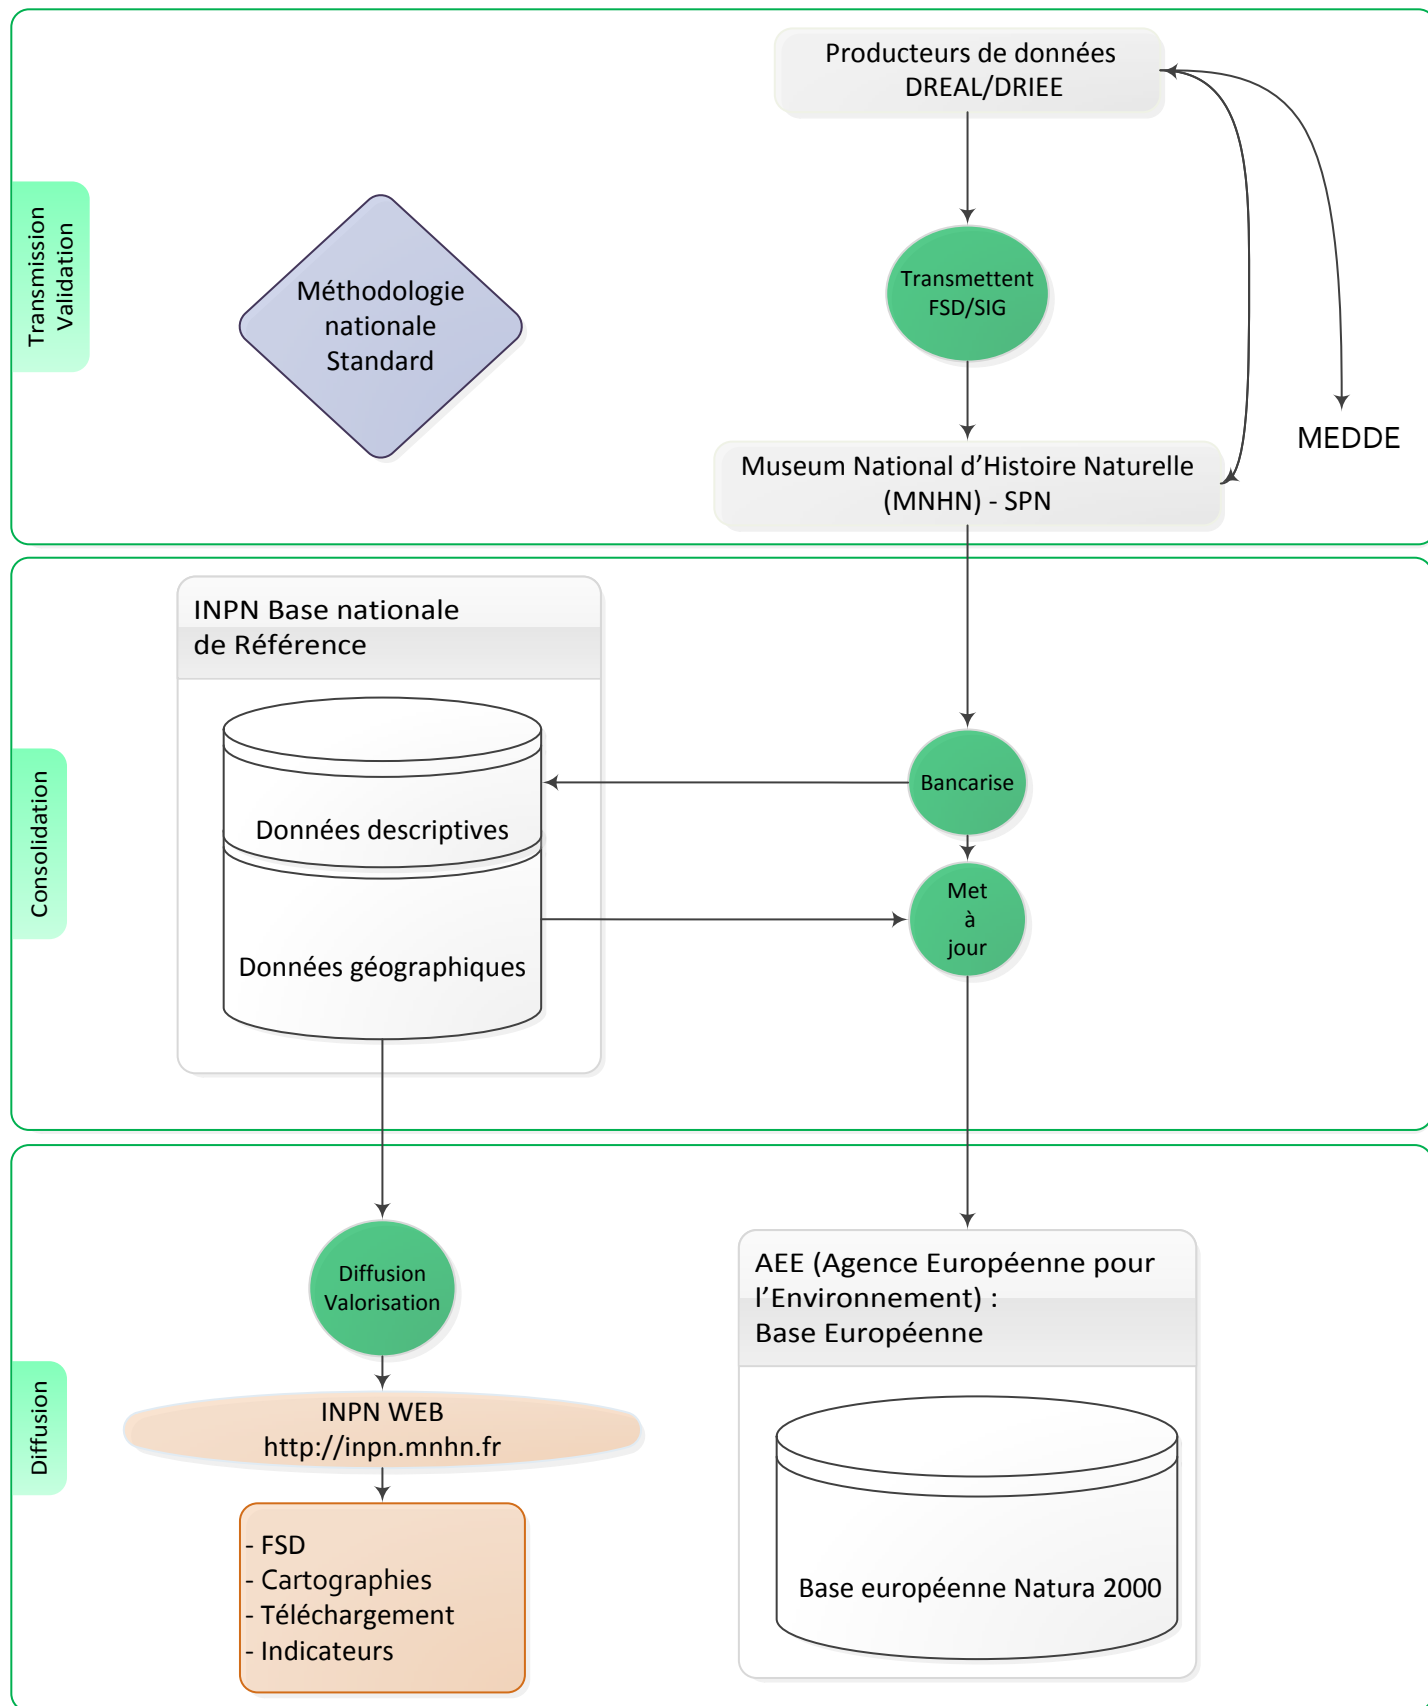 Producteurs de données
DREAL/DRIEE
Transmission
Validation
Méthodologie
nationale
Standard
Transmettent
FSD/SIG
MEDDE
Museum National d’Histoire Naturelle
(MNHN) - SPN
Consolidation
INPN Base nationale
de Référence
Données descriptives
Données géographiques
Bancarise
Met
à
jour
Diffusion
Diffusion
Valorisation
INPN WEB
http://inpn.mnhn.fr
- FSD
- Cartographies
- Téléchargement
- Indicateurs
AEE (Agence Européenne pour
l’Environnement) :
Base Européenne
Base européenne Natura 2000